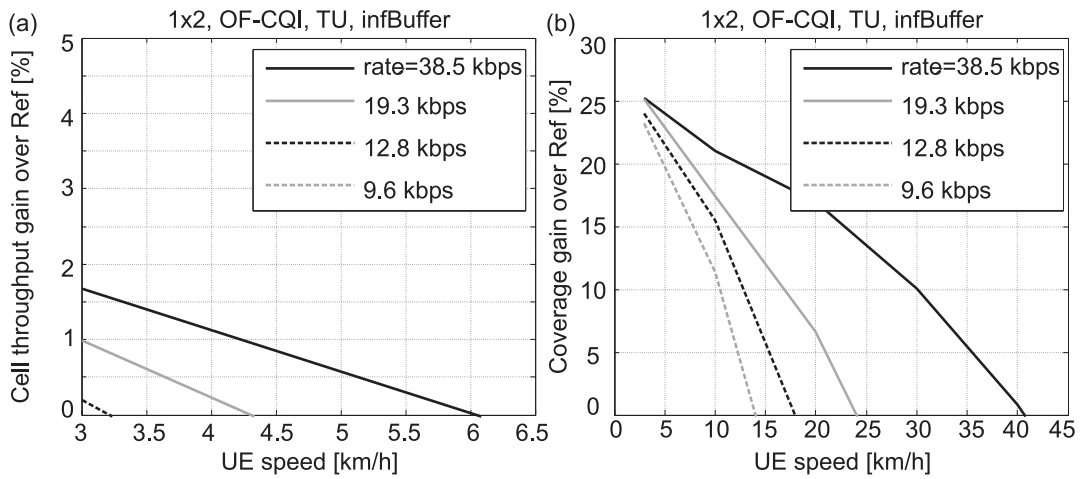 (a)
1x2, OF-CQI, TU, infBuffer
Cell throughput gain over Ref [%]
5
4
3
2
1
0
rate=38.5 kbps
19.3 kbps
12.8 kbps
9.6 kbps
3 3.5 4 4.5 5 5.5 6 6.5
UE speed [km/h]
(b)
1x2, OF-CQI, TU, infBuffer
Coverage gain over Ref [%]
30
25
20
15
10
5
0
rate=38.5 kbps
19.3 kbps
12.8 kbps
9.6 kbps
0 5 10 15 20 25 30 35 40 45
UE speed [km/h]